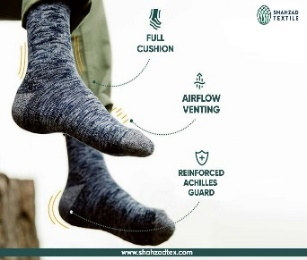 SHAHZAD
TEXTILE
FULL
CUSHION
AIRFLOW
VENTING
REINFORCED
ACHILLES
GUARD
www.shahzadtex.com